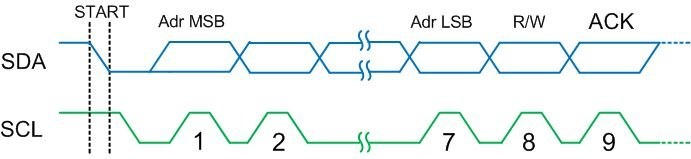 START
Adr MSB
Adr LSB
R/W
ACK
SDA
SCL
1
2
7
8
9